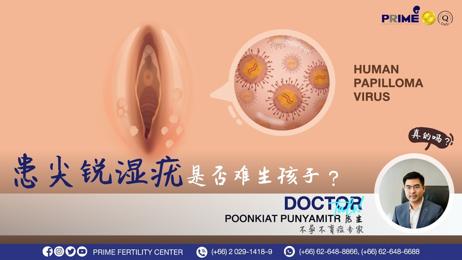 PRIME
HUMAN
PAPILLOMA
VIRUS
真的吗?
患尖锐湿疣是否难生孩子?
DOCTOR
POONKIAT PUNYAMITR 医生
不孕不育症专家
PRIME FERTILITY CENTER
(+66) 2 029-1418-9
(+66) 62-648-8866, (+66) 62-648-6688